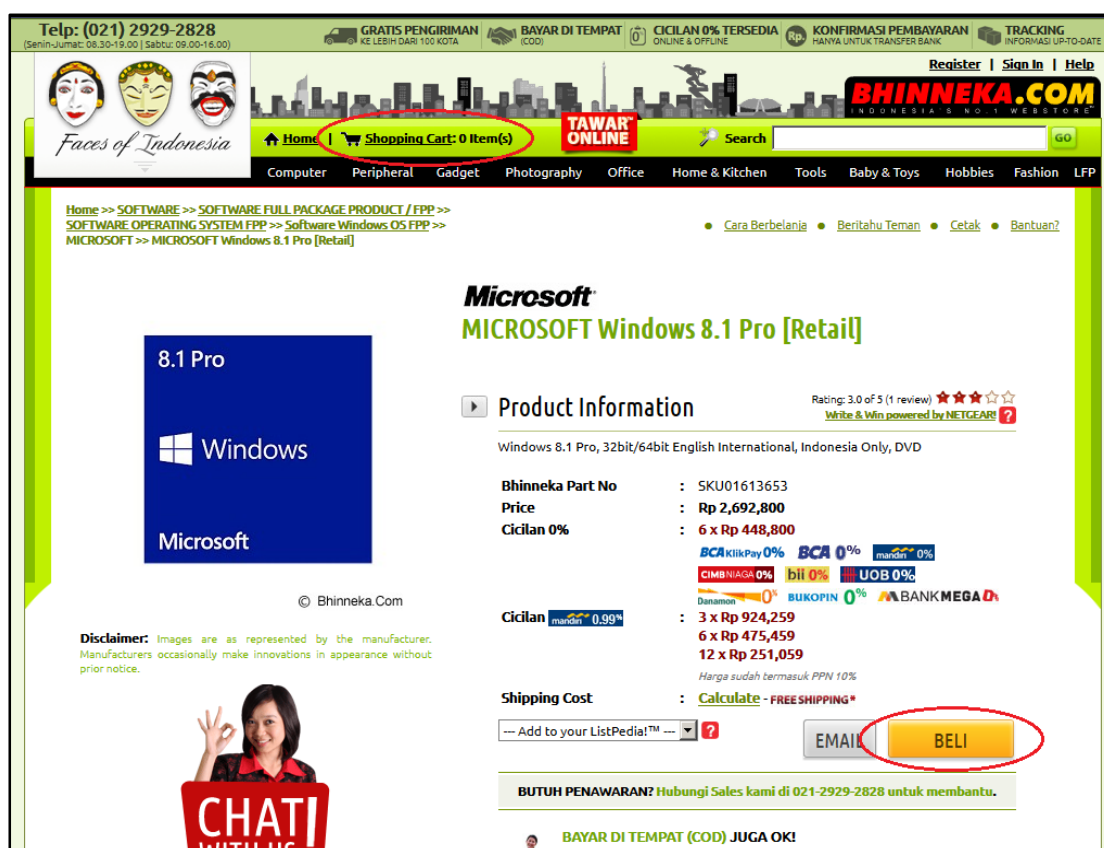 Telp: (021) 2929-2828
(Senin-Jumat: 08.30-19.00 | Sabtu: 09.00-16.00)
GRATIS PENGIRIMAN
KE LEBIH DARI 100 KOTA
BAYAR DI TEMPAT
(COD)
CICILAN 0% TERSEDIA
ONLINE & OFFLINE
Rp.
KONFIRMASI PEMBAYARAN
HANYA UNTUK TRANSFER BANK
TRACKING
INFORMASI UP-TO-DATE
Register | Sign In | Help
BHINNEKA.COM
INDONESIA'S NO.1 WEBSTORE
Faces of Indonesia
Home | Shopping Cart: 0 Item(s)
TAWAR
ONLINE
Search
GO
Computer Peripheral Gadget Photography Office Home & Kitchen Tools Baby & Toys Hobbies Fashion LFP
Home >> SOFTWARE >> SOFTWARE FULL PACKAGE PRODUCT / FPP >>
SOFTWARE OPERATING SYSTEM FPP >> Software Windows OS FPP >>
MICROSOFT >> MICROSOFT Windows 8.1 Pro [Retail]
Cara Berbelanja
Beritahu Teman
Cetak
Bantuan?
Microsoft
MICROSOFT Windows 8.1 Pro [Retail]
8.1 Pro
Windows
Microsoft
© Bhinneka.Com
Disclaimer: Images are as represented by the manufacturer.
Manufacturers occasionally make innovations in appearance without
prior notice.
CHAT!
WITH US
Product Information
Rating: 3.0 of 5 (1 review)
Write & Win powered by NETGEAR! ?
Windows 8.1 Pro, 32bit/64bit English International, Indonesia Only, DVD
Bhinneka Part No : SKU01613653
Price : Rp 2,692,800
Cicilan 0% : 6 x Rp 448,800
BCA KlikPay 0% BCA 0% mandiri 0%
CIMB NIAGA 0% bii 0% UOB 0%
Danamon 0% BUKOPIN 0% BANK MEGA 0%
Cicilan mandiri 0.99% : 3 x Rp 924,259
6 x Rp 475,459
12 x Rp 251,059
Harga sudah termasuk PPN 10%
Shipping Cost : Calculate - FREE SHIPPING*
--- Add to your ListPedia!™ --- ?
EMAIL
BELI
BUTUH PENAWARAN? Hubungi Sales kami di 021-2929-2828 untuk membantu.
BAYAR DI TEMPAT (COD) JUGA OK!